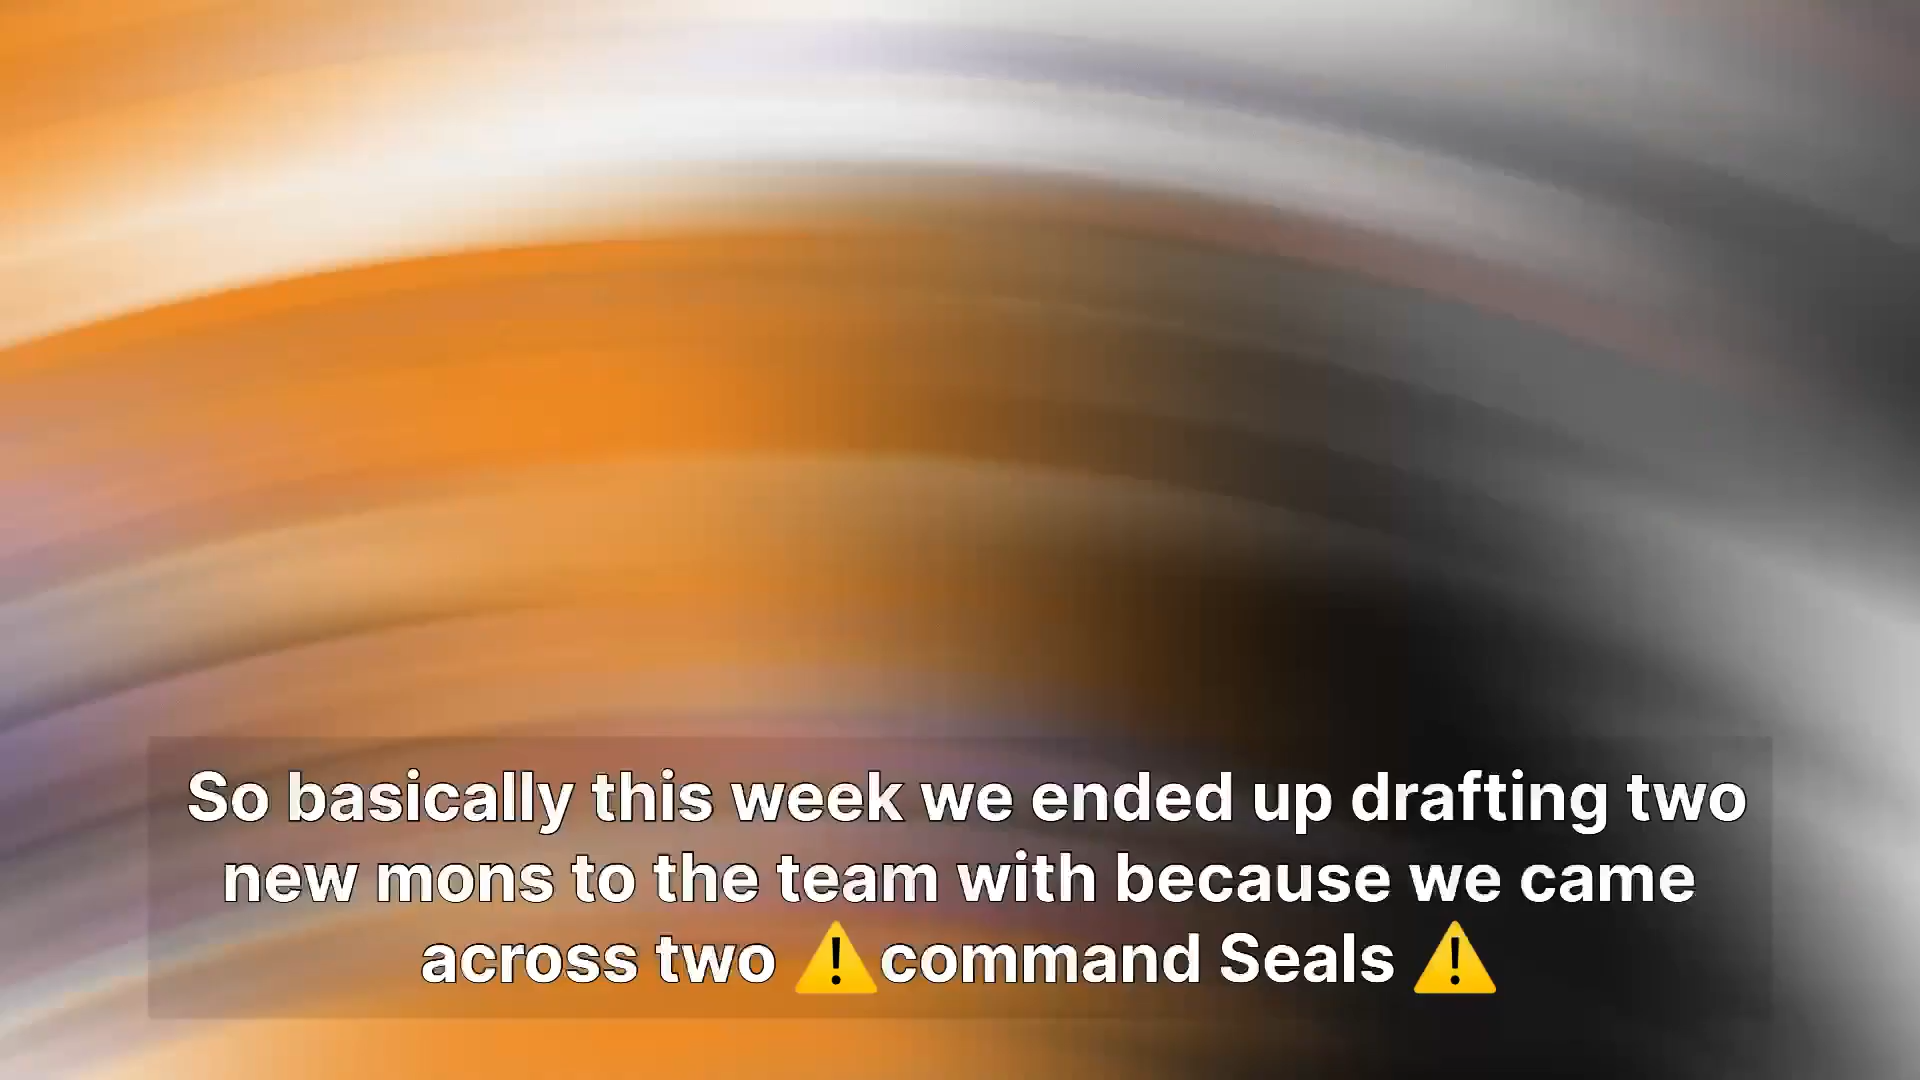 So basically this week we ended up drafting two
new mons to the team with because we came
across two ⚠️command Seals ⚠️